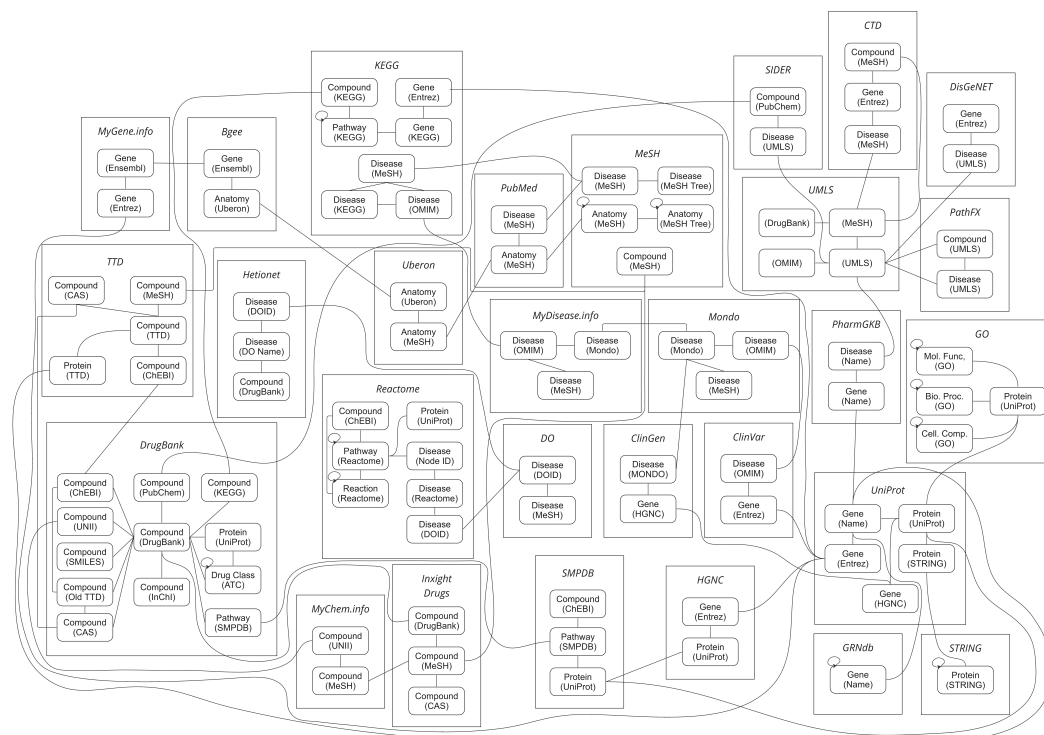 KEGG
Compound
(KEGG)
Gene
(Entrez)
Pathway
(KEGG)
Gene
(KEGG)
Disease
(MeSH)
Disease
(KEGG)
Disease
(OMIM)
SIDER
Compound
(PubChem)
Disease
(UMLS)
CTD
Compound
(MeSH)
Gene
(Entrez)
Disease
(MeSH)
DisGeNET
Gene
(Entrez)
Disease
(UMLS)
MyGene.info
Gene
(Ensembl)
Gene
(Entrez)
Bgee
Gene
(Ensembl)
Anatomy
(Uberon)
PubMed
Disease
(MeSH)
Anatomy
(MeSH)
MeSH
Disease
(MeSH)
Disease
(MeSH Tree)
Anatomy
(MeSH)
Anatomy
(MeSH Tree)
Compound
(MeSH)
UMLS
(DrugBank)
(MeSH)
(OMIM)
(UMLS)
PathFX
Compound
(UMLS)
Disease
(UMLS)
TTD
Compound
(CAS)
Compound
(MeSH)
Compound
(TTD)
Protein
(TTD)
Compound
(ChEBI)
Hetionet
Disease
(DOID)
Disease
(DO Name)
Compound
(DrugBank)
Uberon
Anatomy
(Uberon)
Anatomy
(MeSH)
MyDisease.info
Disease
(OMIM)
Disease
(Mondo)
Disease
(MeSH)
Mondo
Disease
(Mondo)
Disease
(OMIM)
Disease
(MeSH)
PharmGKB
Disease
(Name)
Gene
(Name)
GO
Mol. Func,
(GO)
Bio. Proc.
(GO)
Cell. Comp.
(GO)
Protein
(UniProt)
Reactome
Compound
(ChEBI)
Protein
(UniProt)
Pathway
(Reactome)
Disease
(Node ID)
Reaction
(Reactome)
Disease
(Reactome)
Disease
(DOID)
DO
Disease
(DOID)
Disease
(MeSH)
ClinGen
Disease
(MONDO)
Gene
(HGNC)
ClinVar
Disease
(OMIM)
Gene
(Entrez)
DrugBank
Compound
(ChEBI)
Compound
(PubChem)
Compound
(KEGG)
Compound
(UNII)
Compound
(DrugBank)
Protein
(UniProt)
Compound
(SMILES)
Drug Class
(ATC)
Compound
(Old TTD)
Compound
(InChI)
Compound
(CAS)
Pathway
(SMPDB)
UniProt
Gene
(Name)
Protein
(UniProt)
Gene
(Entrez)
Protein
(STRING)
Gene
(HGNC)
MyChem.info
Compound
(UNII)
Compound
(MeSH)
Inxight
Drugs
Compound
(DrugBank)
Compound
(MeSH)
Compound
(CAS)
SMPDB
Compound
(ChEBI)
Pathway
(SMPDB)
Protein
(UniProt)
HGNC
Gene
(Entrez)
Protein
(UniProt)
GRNdb
Gene
(Name)
STRING
Protein
(STRING)